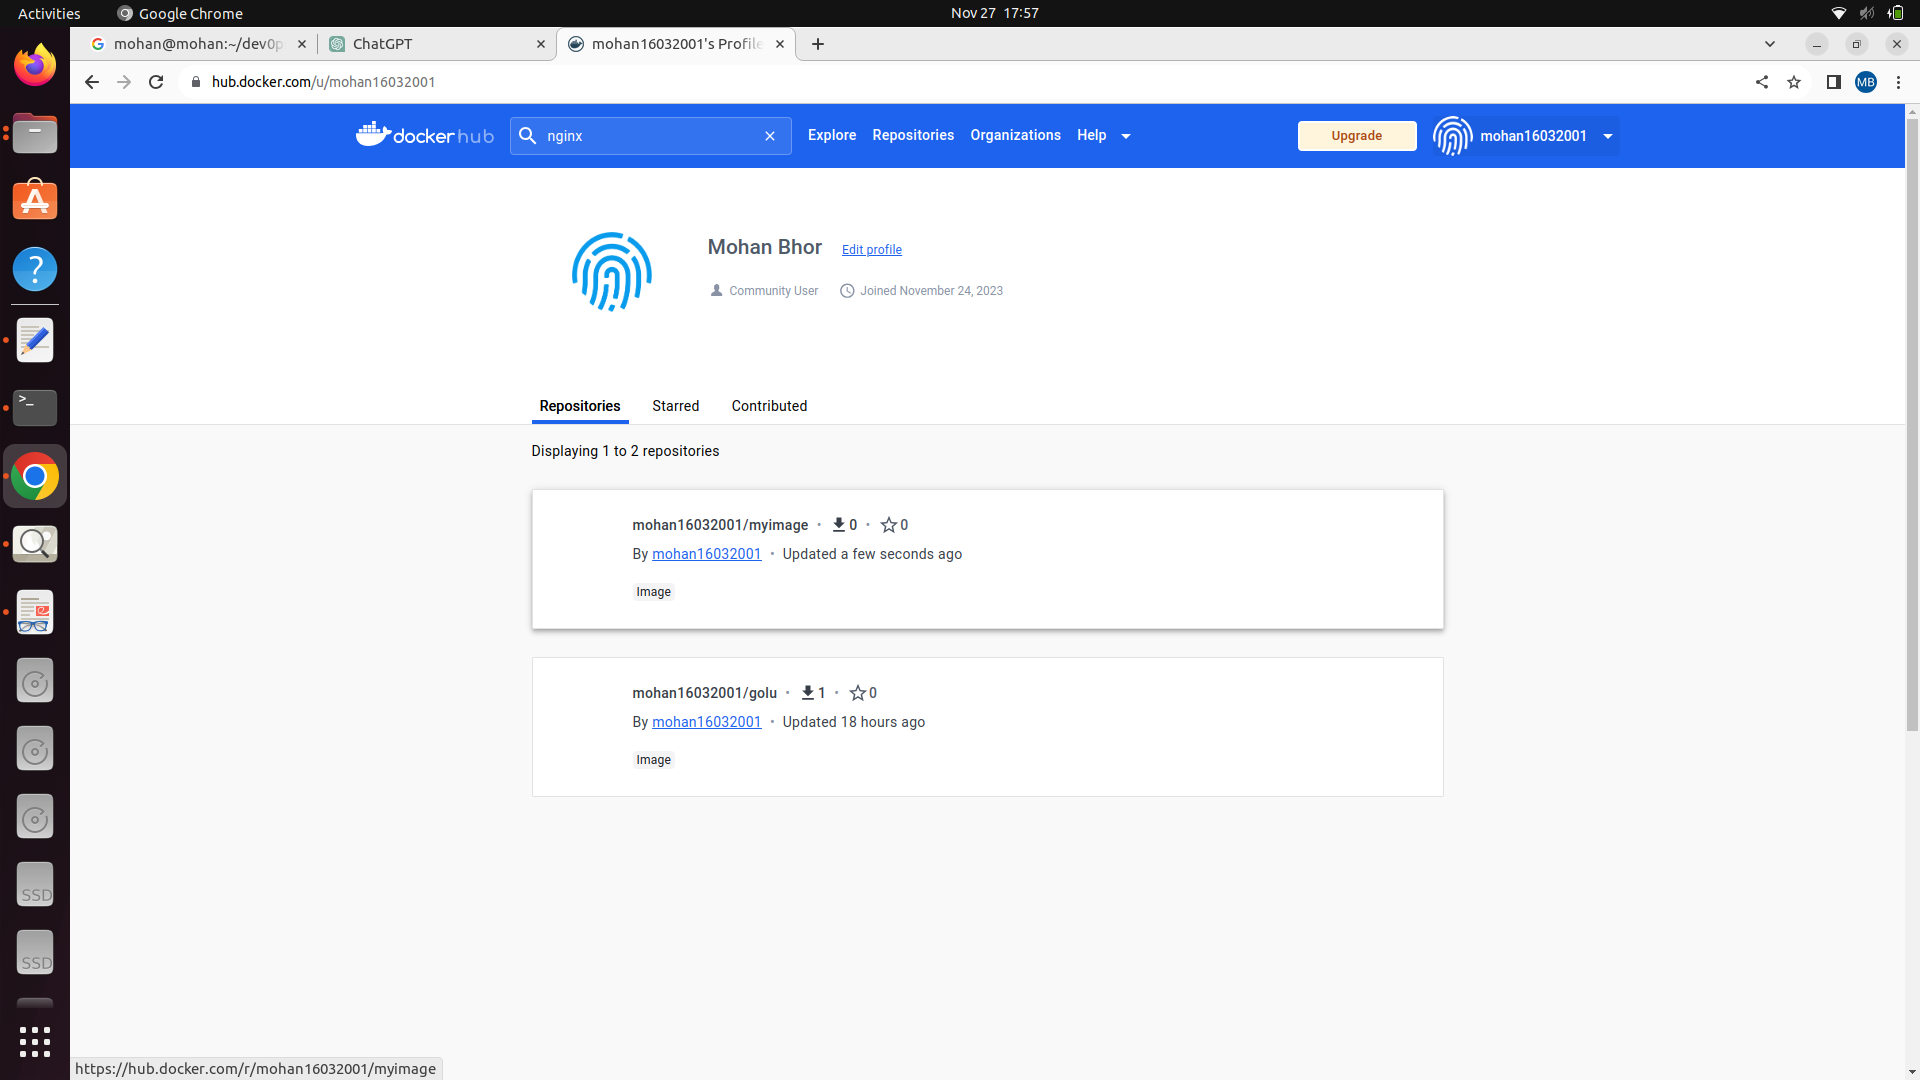 Activities Google Chrome Nov 27 17:57
mohan@mohan:~/dev0p ChatGPT mohan16032001's Profile
hub.docker.com/u/mohan16032001 MB
dockerhub nginx Explore Repositories Organizations Help Upgrade mohan16032001
Mohan Bhor Edit profile
Community User Joined November 24, 2023
Repositories Starred Contributed
Displaying 1 to 2 repositories
mohan16032001/myimage • 0 • 0
By mohan16032001 • Updated a few seconds ago
Image
mohan16032001/golu • 1 • 0
By mohan16032001 • Updated 18 hours ago
Image
SSD
SSD
https://hub.docker.com/r/mohan16032001/myimage